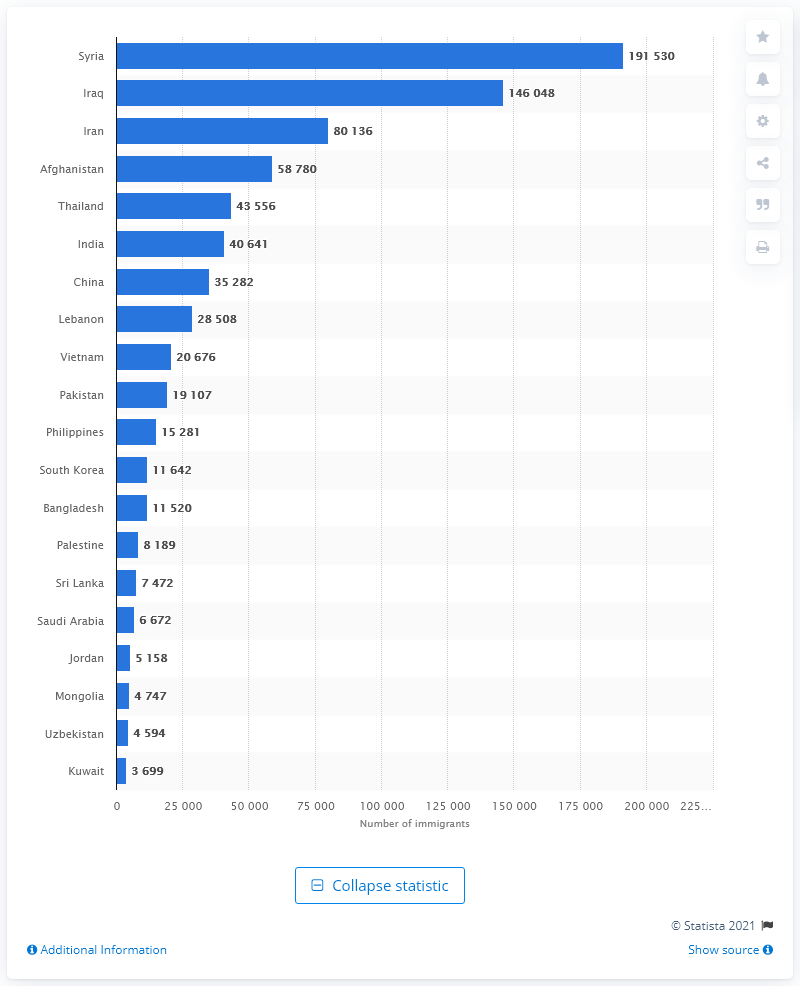 Syria 191 530
Iraq 146 048
Iran 80 136
Afghanistan 58 780
Thailand 43 556
India 40 641
China 35 282
Lebanon 28 508
Vietnam 20 676
Pakistan 19 107
Philippines 15 281
South Korea 11 642
Bangladesh 11 520
Palestine 8 189
Sri Lanka 7 472
Saudi Arabia 6 672
Jordan 5 158
Mongolia 4 747
Uzbekistan 4 594
Kuwait 3 699
0 25 000 50 000 75 000 100 000 125 000 150 000 175 000 200 000 225…
Number of immigrants
Collapse statistic
© Statista 2021
Additional Information Show source